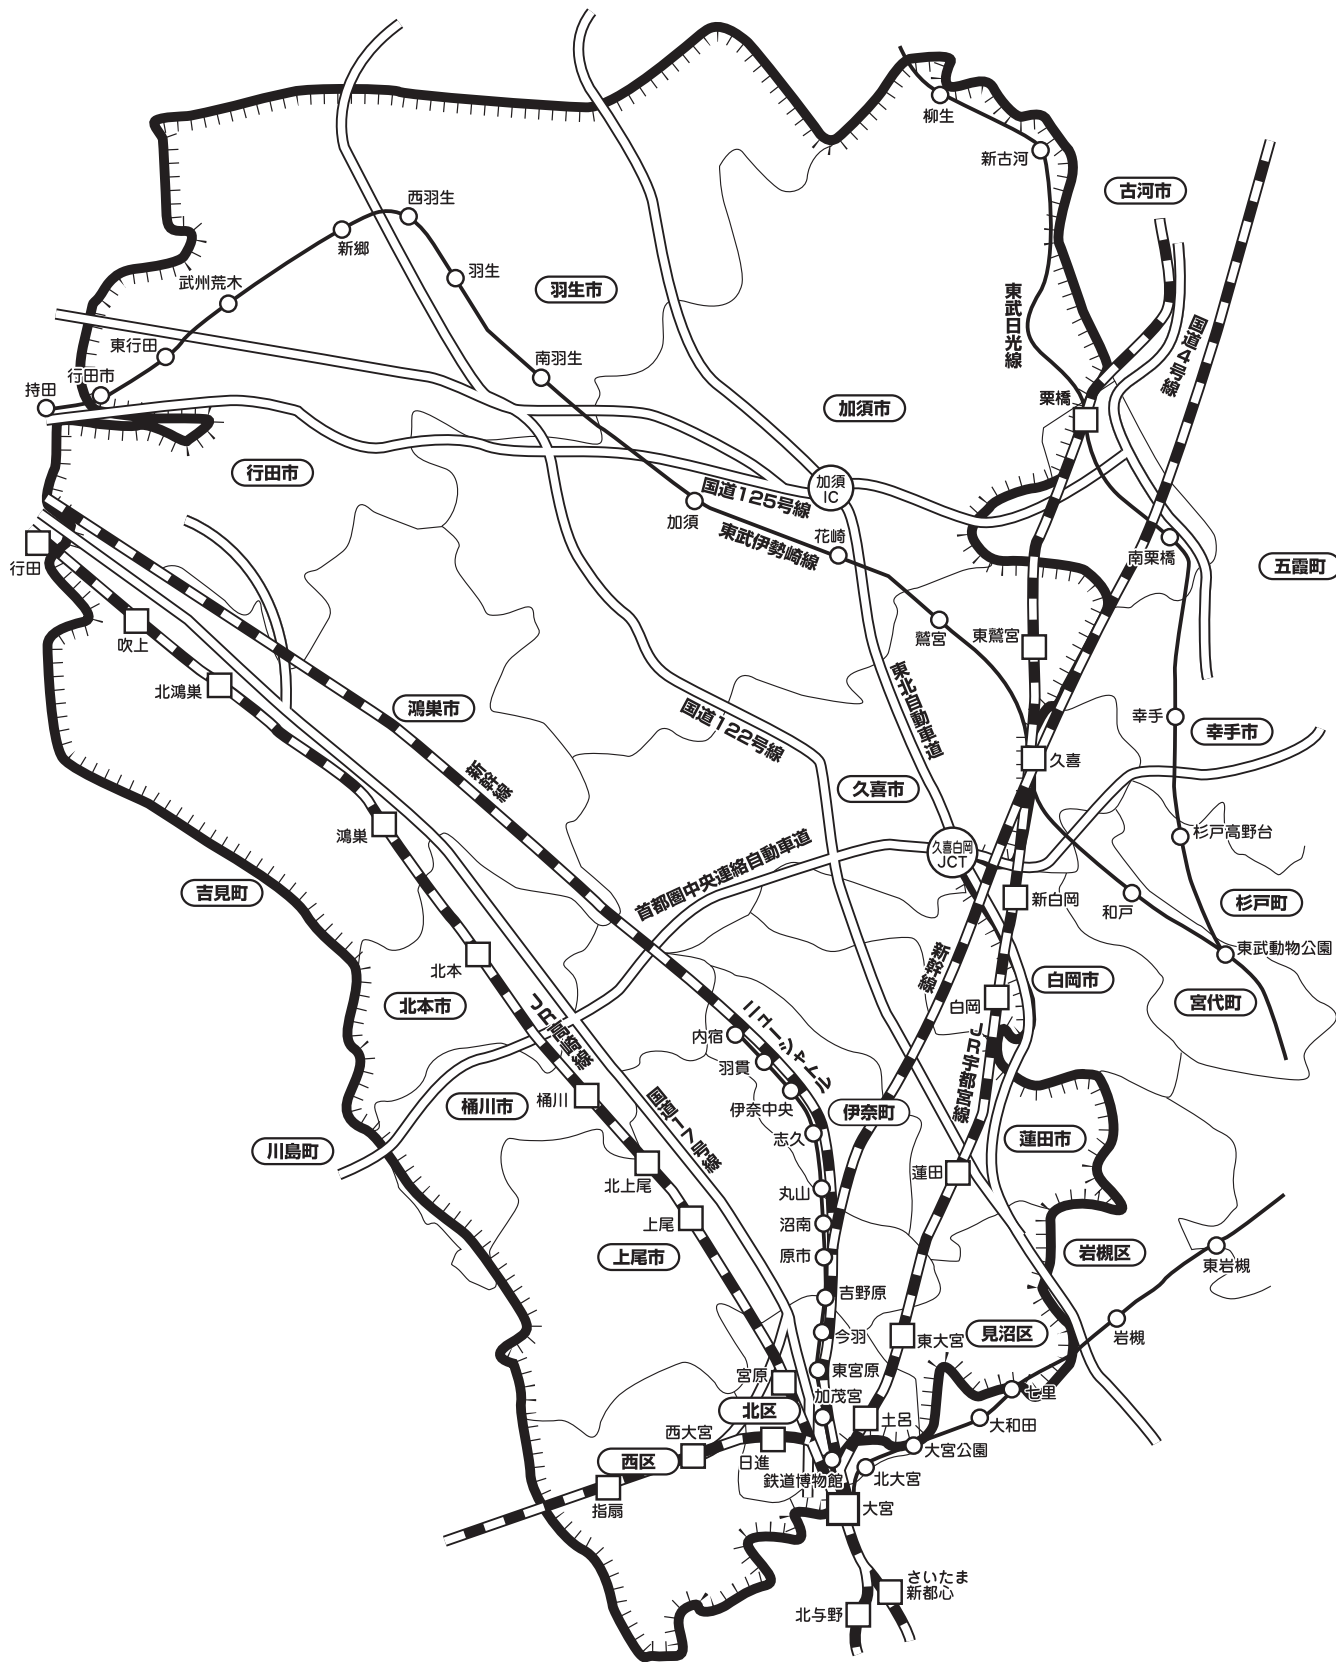 柳生
新古河
古河市
西羽生
新郷
羽生
武州荒木
羽生市
東武日光線
国道4号線
東行田
南羽生
行田市
持田
栗橋
加須市
行田市
加須
IC
国道125号線
加須
東武伊勢崎線
花崎
南栗橋
五霞町
行田
吹上
鷲宮
東鷲宮
北鴻巣
東北自動車道
鴻巣市
国道122号線
幸手
幸手市
久喜
新幹線
久喜市
鴻巣
杉戸高野台
首都圏中央連絡自動車道
久喜白岡
JCT
吉見町
新白岡
和戸
杉戸町
東武動物公園
新幹線
北本
白岡市
宮代町
北本市
白岡
JR高崎線
ニューシャトル
内宿
JR宇都宮線
羽貫
桶川
桶川市
伊奈中央
伊奈町
国道17号線
志久
蓮田市
川島町
蓮田
北上尾
丸山
沼南
上尾
原市
岩槻区
東岩槻
上尾市
吉野原
今羽
東大宮
見沼区
岩槻
宮原
東宮原
加茂宮
七里
北区
土呂
大和田
西大宮
日進
大宮公園
西区
鉄道博物館
北大宮
指扇
大宮
さいたま
新都心
北与野